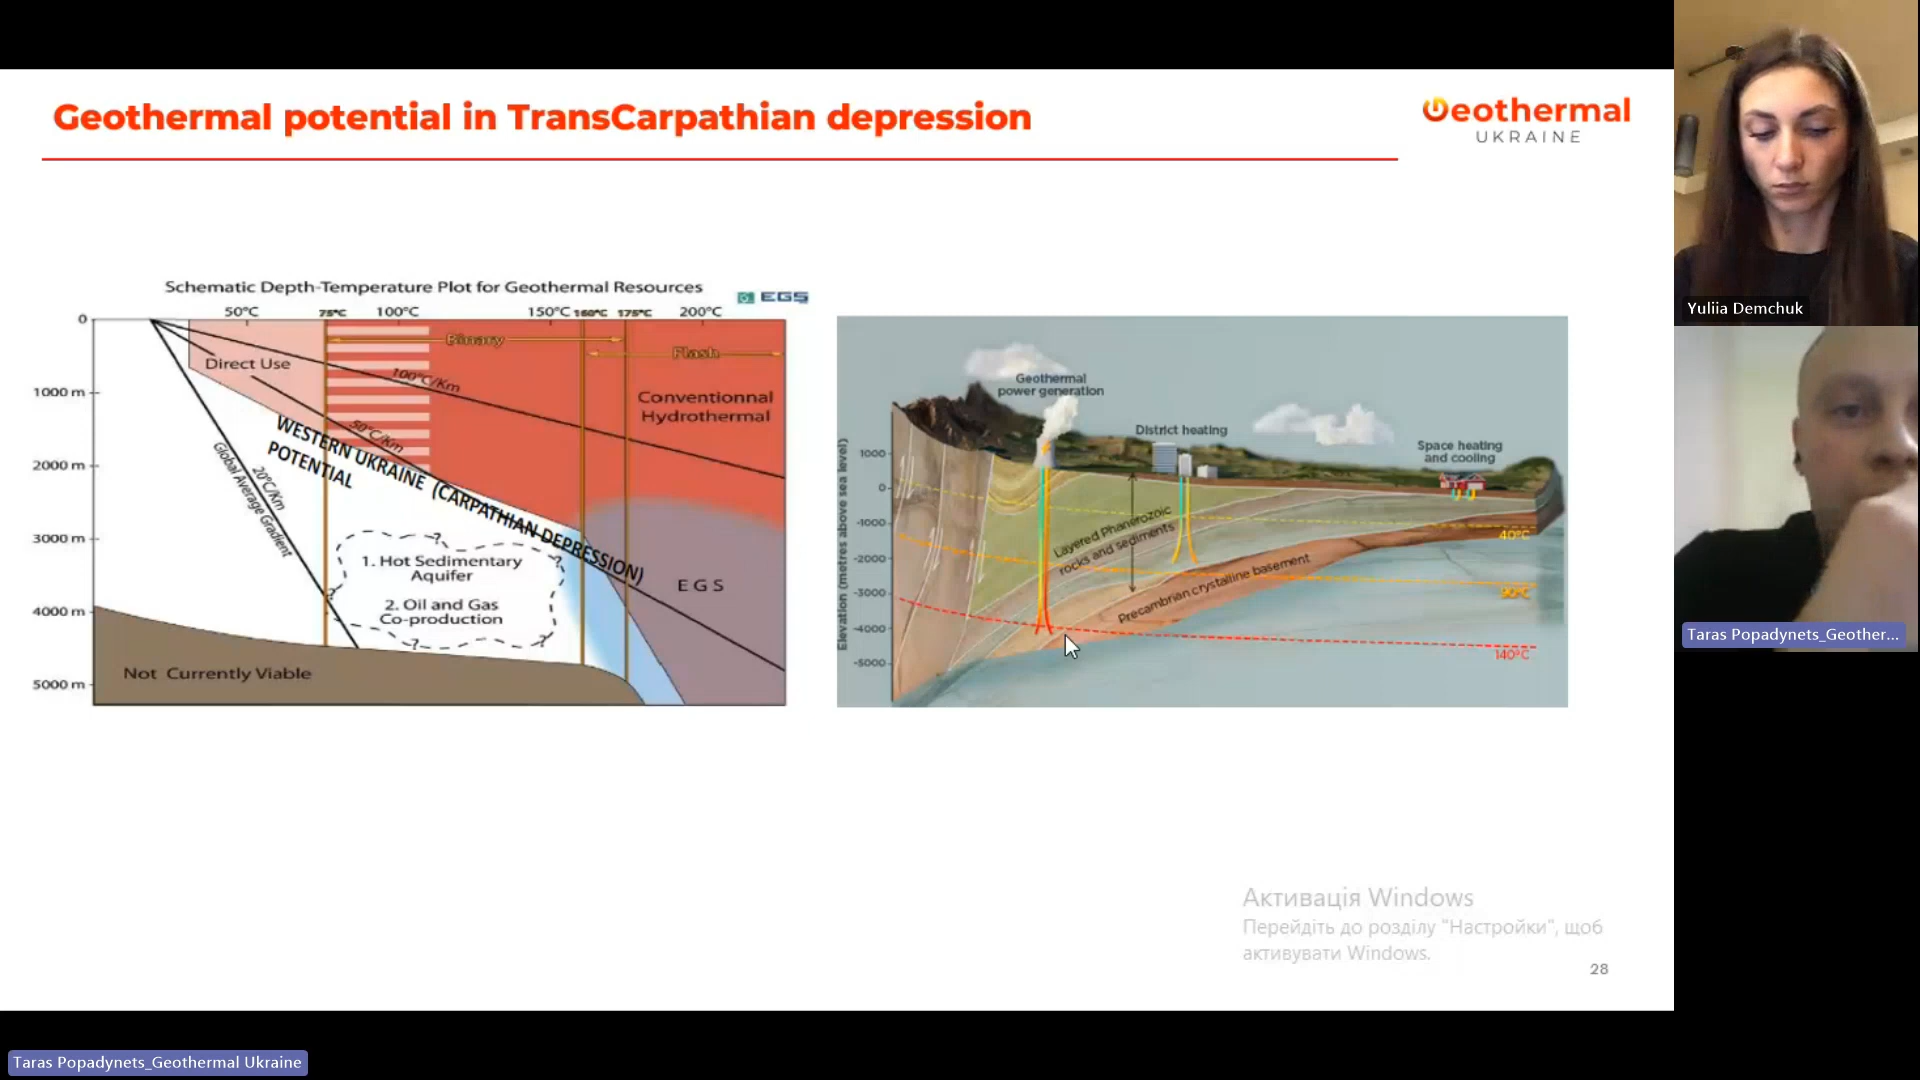 Geothermal potential in TransCarpathian depression
Geothermal
UKRAINE
Schematic Depth-Temperature Plot for Geothermal Resources
EGS
50°C
75°C
100°C
150°C
160°C
175°C
200°C
0
1000 m
2000 m
3000 m
4000 m
5000 m
Binary
Flash
Direct Use
100°C/Km
50°C/Km
Conventionnal
Hydrothermal
WESTERN UKRAINE (CARPATHIAN DEPRESSION)
POTENTIAL
20°C/Km
Global Average Gradient
?
?
?
?
?
1. Hot Sedimentary
Aquifer
2. Oil and Gas
Co-production
EGS
Not Currently Viable
Geothermal
power generation
District heating
Space heating
and cooling
Elevation (metres above sea level)
1000
0
-1000
-2000
-3000
-4000
-5000
Layered Phanerozoic
rocks and sediments
Precambrian crystalline basement
40°C
90°C
140°C
Активація Windows
Перейдіть до розділу "Настройки", щоб
активувати Windows.
28
Yuliia Demchuk
Taras Popadynets_Geother...
Taras Popadynets_Geothermal Ukraine